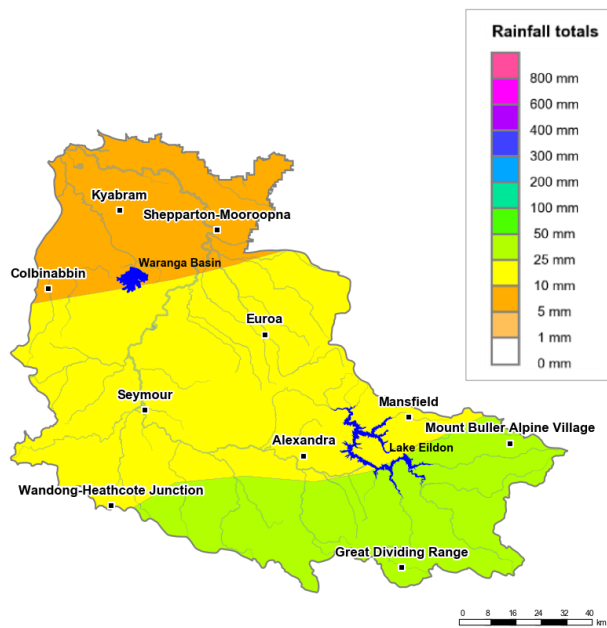 Rainfall totals
800 mm
600 mm
400 mm
300 mm
200 mm
100 mm
50 mm
25 mm
10 mm
5 mm
1 mm
0 mm
Kyabram
Shepparton-Mooroopna
Waranga Basin
Colbinabbin
Euroa
Seymour
Mansfield
Mount Buller Alpine Village
Alexandra
Lake Eildon
Wandong-Heathcote Junction
Great Dividing Range
0 8 16 24 32 40
km